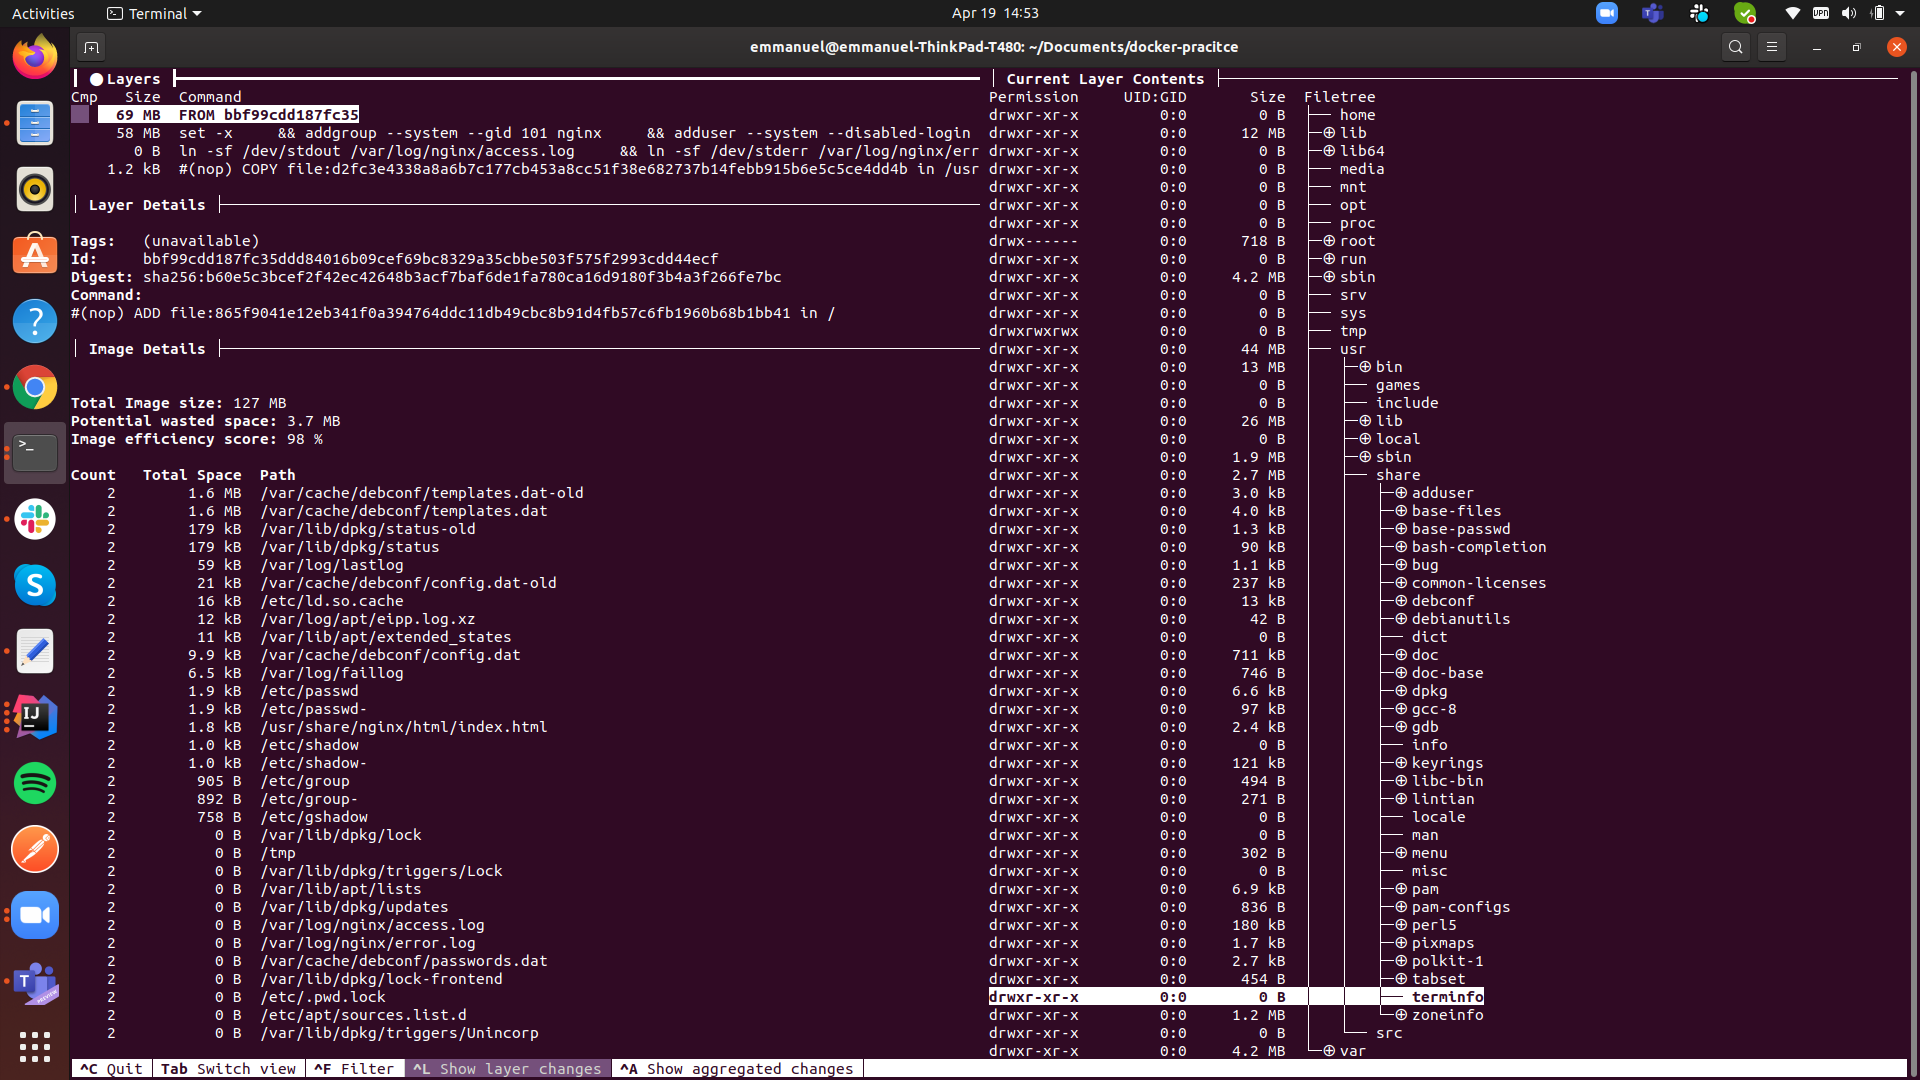 Activities
Terminal
Apr 19 14:53
VPN
emmanuel@emmanuel-ThinkPad-T480: ~/Documents/docker-pracitce
Layers
Cmp Size Command
69 MB FROM bbf99cdd187fc35
58 MB set -x && addgroup --system --gid 101 nginx && adduser --system --disabled-login
0 B ln -sf /dev/stdout /var/log/nginx/access.log && ln -sf /dev/stderr /var/log/nginx/err
1.2 kB #(nop) COPY file:d2fc3e4338a8a6b7c177cb453a8cc51f38e682737b14febb915b6e5c5ce4dd4b in /usr
Layer Details
Tags: (unavailable)
Id: bbf99cdd187fc35ddd84016b09cef69bc8329a35cbbe503f575f2993cdd44ecf
Digest: sha256:b60e5c3bcef2f42ec42648b3acf7baf6de1fa780ca16d9180f3b4a3f266fe7bc
Command:
#(nop) ADD file:865f9041e12eb341f0a394764ddc11db49cbc8b91d4fb57c6fb1960b68b1bb41 in /
Image Details
Total Image size: 127 MB
Potential wasted space: 3.7 MB
Image efficiency score: 98 %
Count Total Space Path
2 1.6 MB /var/cache/debconf/templates.dat-old
2 1.6 MB /var/cache/debconf/templates.dat
2 179 kB /var/lib/dpkg/status-old
2 179 kB /var/lib/dpkg/status
2 59 kB /var/log/lastlog
2 21 kB /var/cache/debconf/config.dat-old
2 16 kB /etc/ld.so.cache
2 12 kB /var/log/apt/eipp.log.xz
2 11 kB /var/lib/apt/extended_states
2 9.9 kB /var/cache/debconf/config.dat
2 6.5 kB /var/log/faillog
2 1.9 kB /etc/passwd
2 1.9 kB /etc/passwd-
2 1.8 kB /usr/share/nginx/html/index.html
2 1.0 kB /etc/shadow
2 1.0 kB /etc/shadow-
2 905 B /etc/group
2 892 B /etc/group-
2 758 B /etc/gshadow
2 0 B /var/lib/dpkg/lock
2 0 B /tmp
2 0 B /var/lib/dpkg/triggers/Lock
2 0 B /var/lib/apt/lists
2 0 B /var/lib/dpkg/updates
2 0 B /var/log/nginx/access.log
2 0 B /var/log/nginx/error.log
2 0 B /var/cache/debconf/passwords.dat
2 0 B /var/lib/dpkg/lock-frontend
2 0 B /etc/.pwd.lock
2 0 B /etc/apt/sources.list.d
2 0 B /var/lib/dpkg/triggers/Unincorp
Current Layer Contents
Permission UID:GID Size Filetree
drwxr-xr-x 0:0 0 B home
drwxr-xr-x 0:0 12 MB lib
drwxr-xr-x 0:0 0 B lib64
drwxr-xr-x 0:0 0 B media
drwxr-xr-x 0:0 0 B mnt
drwxr-xr-x 0:0 0 B opt
drwxr-xr-x 0:0 0 B proc
drwx------ 0:0 718 B root
drwxr-xr-x 0:0 0 B run
drwxr-xr-x 0:0 4.2 MB sbin
drwxr-xr-x 0:0 0 B srv
drwxr-xr-x 0:0 0 B sys
drwxrwxrwx 0:0 0 B tmp
drwxr-xr-x 0:0 44 MB usr
drwxr-xr-x 0:0 13 MB bin
drwxr-xr-x 0:0 0 B games
drwxr-xr-x 0:0 0 B include
drwxr-xr-x 0:0 26 MB lib
drwxr-xr-x 0:0 0 B local
drwxr-xr-x 0:0 1.9 MB sbin
drwxr-xr-x 0:0 2.7 MB share
drwxr-xr-x 0:0 3.0 kB adduser
drwxr-xr-x 0:0 4.0 kB base-files
drwxr-xr-x 0:0 1.3 kB base-passwd
drwxr-xr-x 0:0 90 kB bash-completion
drwxr-xr-x 0:0 1.1 kB bug
drwxr-xr-x 0:0 237 kB common-licenses
drwxr-xr-x 0:0 13 kB debconf
drwxr-xr-x 0:0 42 B debianutils
drwxr-xr-x 0:0 0 B dict
drwxr-xr-x 0:0 711 kB doc
drwxr-xr-x 0:0 746 B doc-base
drwxr-xr-x 0:0 6.6 kB dpkg
drwxr-xr-x 0:0 97 kB gcc-8
drwxr-xr-x 0:0 2.4 kB gdb
drwxr-xr-x 0:0 0 B info
drwxr-xr-x 0:0 121 kB keyrings
drwxr-xr-x 0:0 494 B libc-bin
drwxr-xr-x 0:0 271 B lintian
drwxr-xr-x 0:0 0 B locale
drwxr-xr-x 0:0 0 B man
drwxr-xr-x 0:0 302 B menu
drwxr-xr-x 0:0 0 B misc
drwxr-xr-x 0:0 6.9 kB pam
drwxr-xr-x 0:0 836 B pam-configs
drwxr-xr-x 0:0 180 kB perl5
drwxr-xr-x 0:0 1.7 kB pixmaps
drwxr-xr-x 0:0 2.7 kB polkit-1
drwxr-xr-x 0:0 454 B tabset
drwxr-xr-x 0:0 0 B terminfo
drwxr-xr-x 0:0 1.2 MB zoneinfo
drwxr-xr-x 0:0 0 B src
drwxr-xr-x 0:0 4.2 MB var
^C Quit Tab Switch view ^F Filter ^L Show layer changes ^A Show aggregated changes